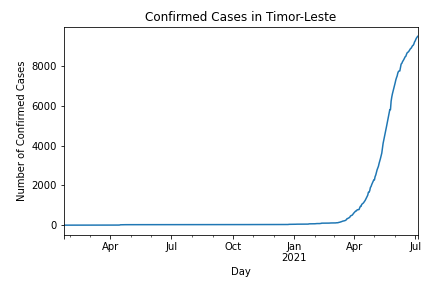 Confirmed Cases in Timor-Leste
Number of Confirmed Cases
8000
6000
4000
2000
0
Apr Jul Oct Jan Apr Jul
2021
Day